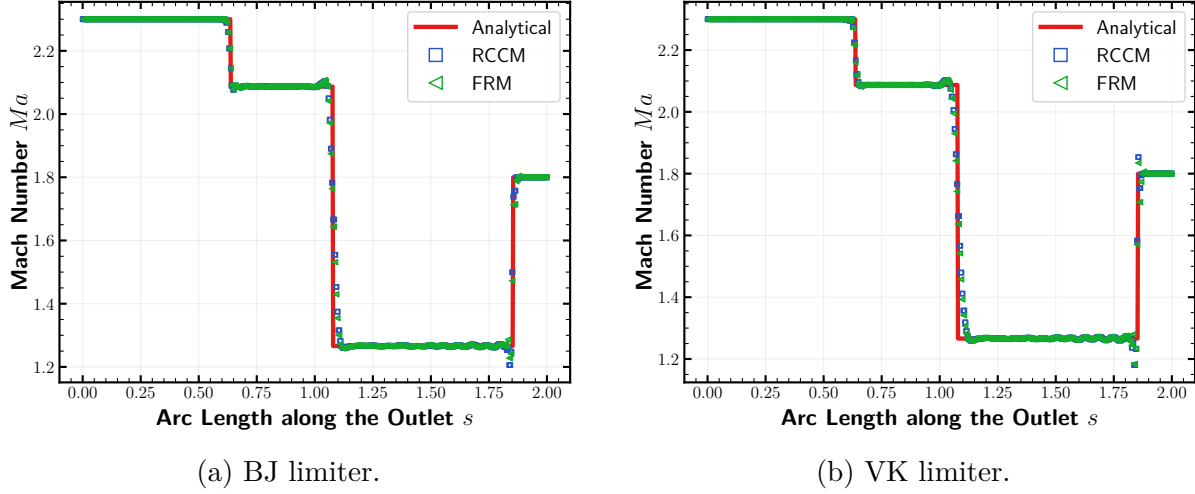 Analytical
RCCM
FRM
2.2
2.0
1.8
1.6
1.4
1.2
Mach Number Ma
0.00 0.25 0.50 0.75 1.00 1.25 1.50 1.75 2.00
Arc Length along the Outlet s
(a) BJ limiter.
Analytical
RCCM
FRM
2.2
2.0
1.8
1.6
1.4
1.2
Mach Number Ma
0.00 0.25 0.50 0.75 1.00 1.25 1.50 1.75 2.00
Arc Length along the Outlet s
(b) VK limiter.